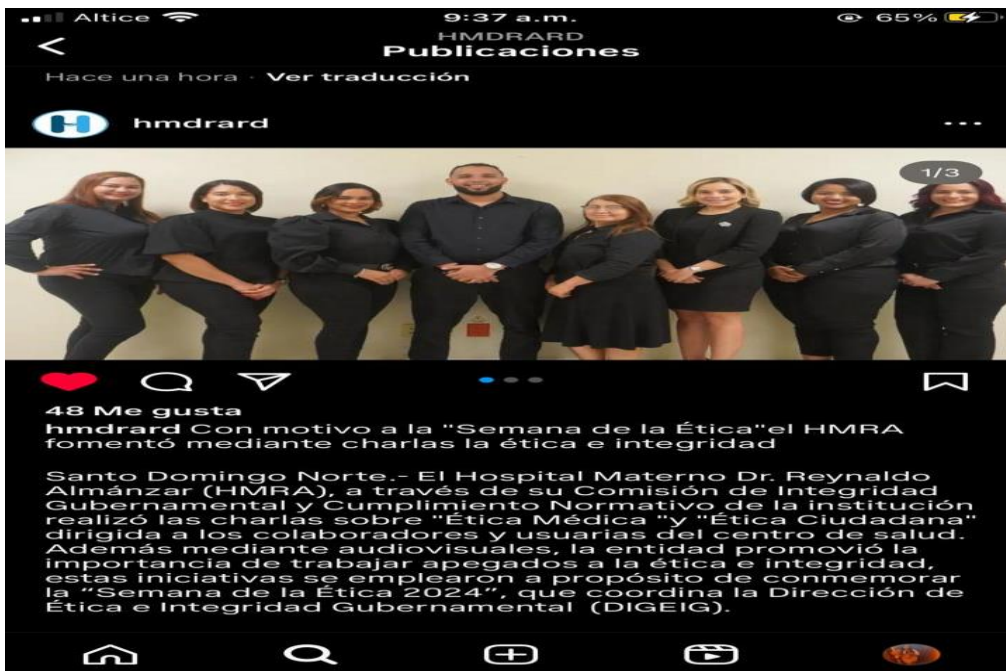 Altice
9:37 a.m.
65%
HMDRARD
Publicaciones
Hace una hora · Ver traducción
H hmdrard
1/3
48 Me gusta
hmdrard Con motivo a la "Semana de la Ética"el HMRA
fomentó mediante charlas la ética e integridad
Santo Domingo Norte.- El Hospital Materno Dr. Reynaldo
Almánzar (HMRA), a través de su Comisión de Integridad
Gubernamental y Cumplimiento Normativo de la institución
realizó las charlas sobre "Ética Médica "y "Ética Ciudadana"
dirigida a los colaboradores y usuarias del centro de salud.
Además mediante audiovisuales, la entidad promovió la
importancia de trabajar apegados a la ética e integridad,
estas iniciativas se emplearon a propósito de conmemorar
la “Semana de la Ética 2024”, que coordina la Dirección de
Ética e Integridad Gubernamental  (DIGEIG).